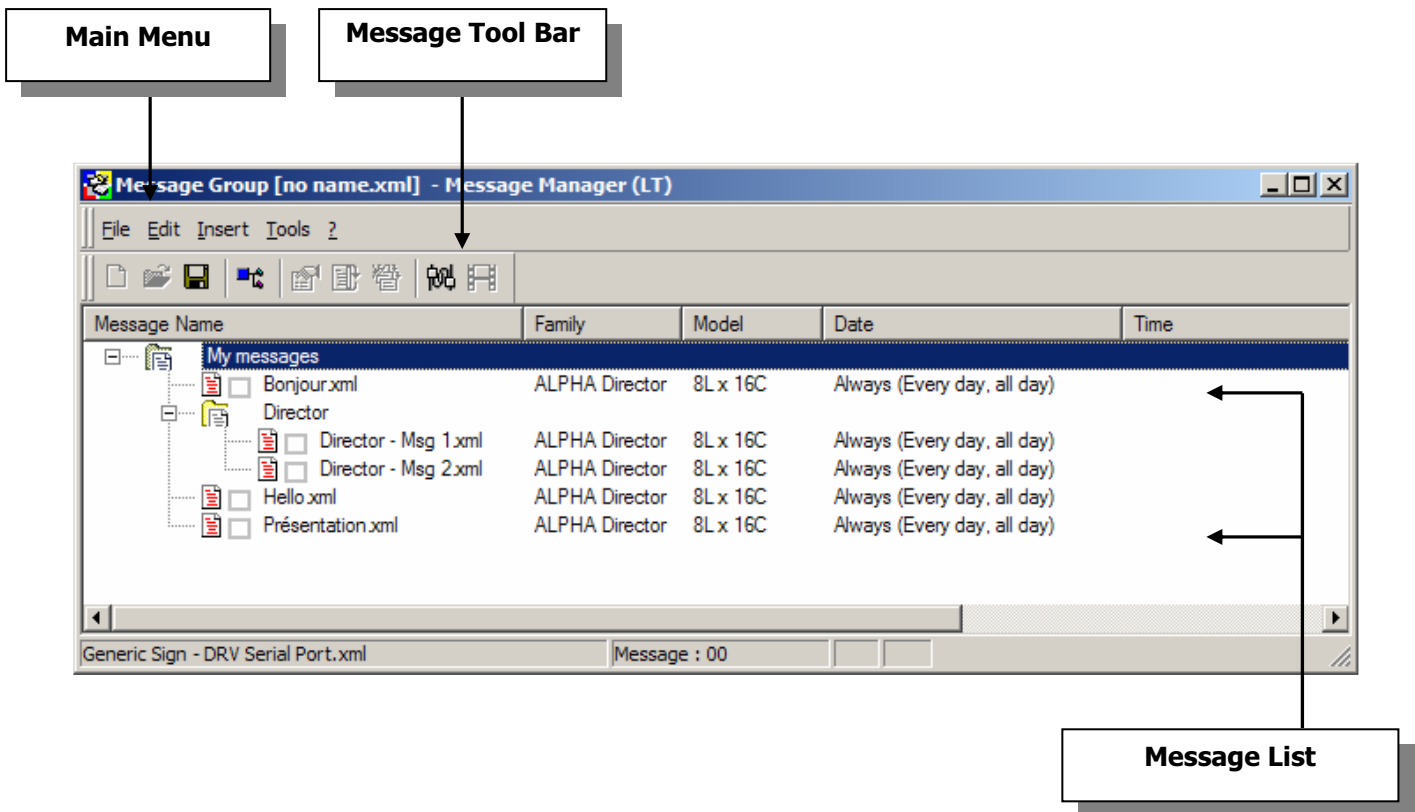 Main Menu
Message Tool Bar
Message Group [no name.xml] - Message Manager (LT)
File Edit Insert Tools ?
Message Name Family Model Date Time
My messages
Bonjour.xml ALPHA Director 8L x 16C Always (Every day, all day)
Director
Director - Msg 1.xml ALPHA Director 8L x 16C Always (Every day, all day)
Director - Msg 2.xml ALPHA Director 8L x 16C Always (Every day, all day)
Hello.xml ALPHA Director 8L x 16C Always (Every day, all day)
Présentation.xml ALPHA Director 8L x 16C Always (Every day, all day)
Generic Sign - DRV Serial Port.xml Message : 00
Message List